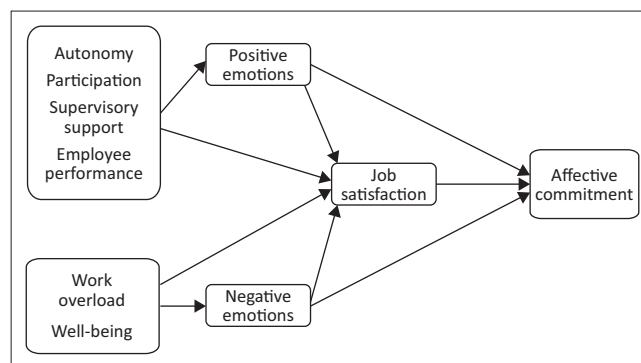 Autonomy
Participation
Supervisory
support
Employee
performance
Positive
emotions
Job
satisfaction
Affective
commitment
Work
overload
Well-being
Negative
emotions